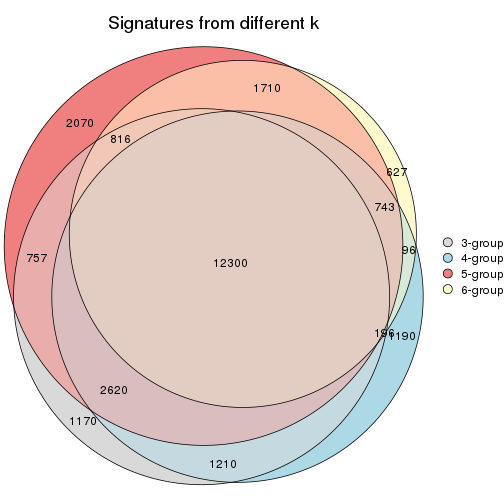 Signatures from different k
1710
2070
816
627
743
757
96
12300
196
1190
2620
1170
1210
3-group
4-group
5-group
6-group